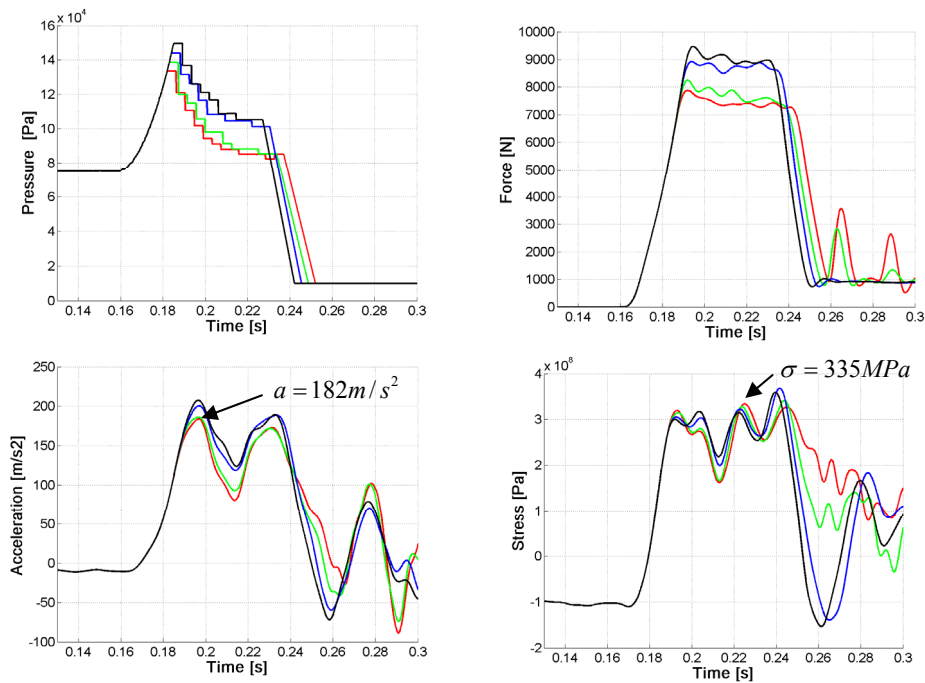 x 10⁴
16
14
12
10
8
6
4
2
0
Pressure [Pa]
0.14 0.16 0.18 0.2 0.22 0.24 0.26 0.28 0.3
Time [s]
10000
9000
8000
7000
6000
5000
4000
3000
2000
1000
0
Force [N]
0.14 0.16 0.18 0.2 0.22 0.24 0.26 0.28 0.3
Time [s]
250
200
150
100
50
0
-50
-100
Acceleration [m/s2]
a = 182m/s²
0.14 0.16 0.18 0.2 0.22 0.24 0.26 0.28 0.3
Time [s]
x 10⁸
4
3
2
1
0
-1
-2
Stress [Pa]
σ = 335MPa
0.14 0.16 0.18 0.2 0.22 0.24 0.26 0.28 0.3
Time [s]